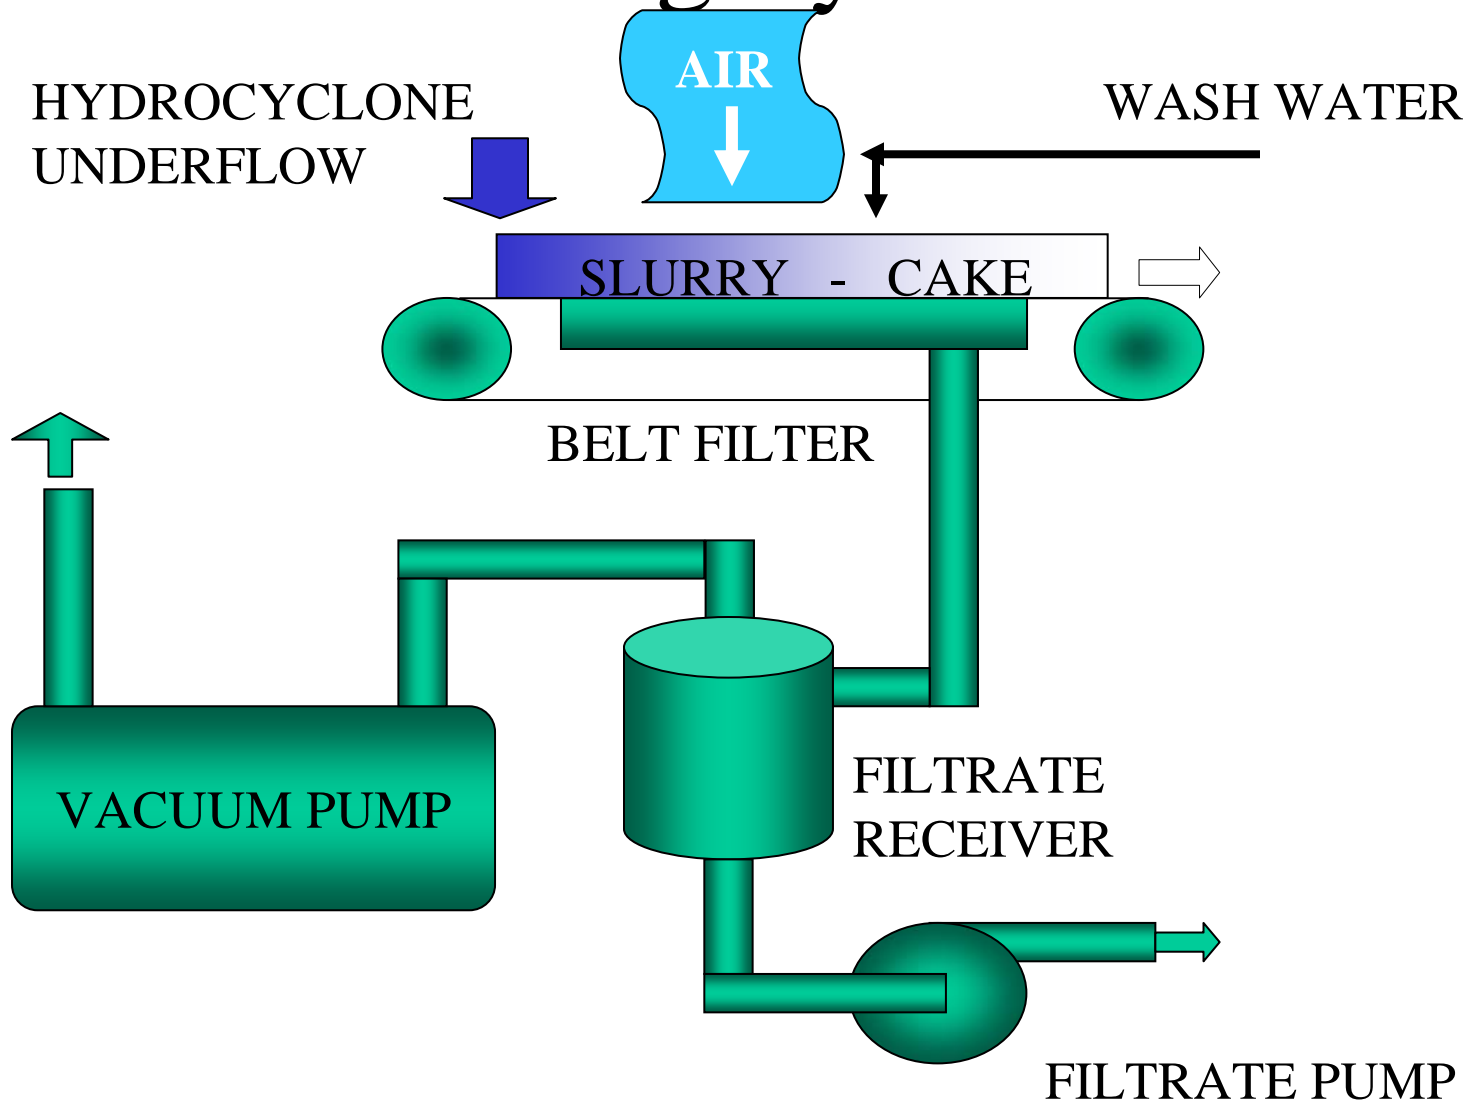 AIR
HYDROCYCLONE
UNDERFLOW
WASH WATER
SLURRY - CAKE
BELT FILTER
VACUUM PUMP
FILTRATE
RECEIVER
FILTRATE PUMP